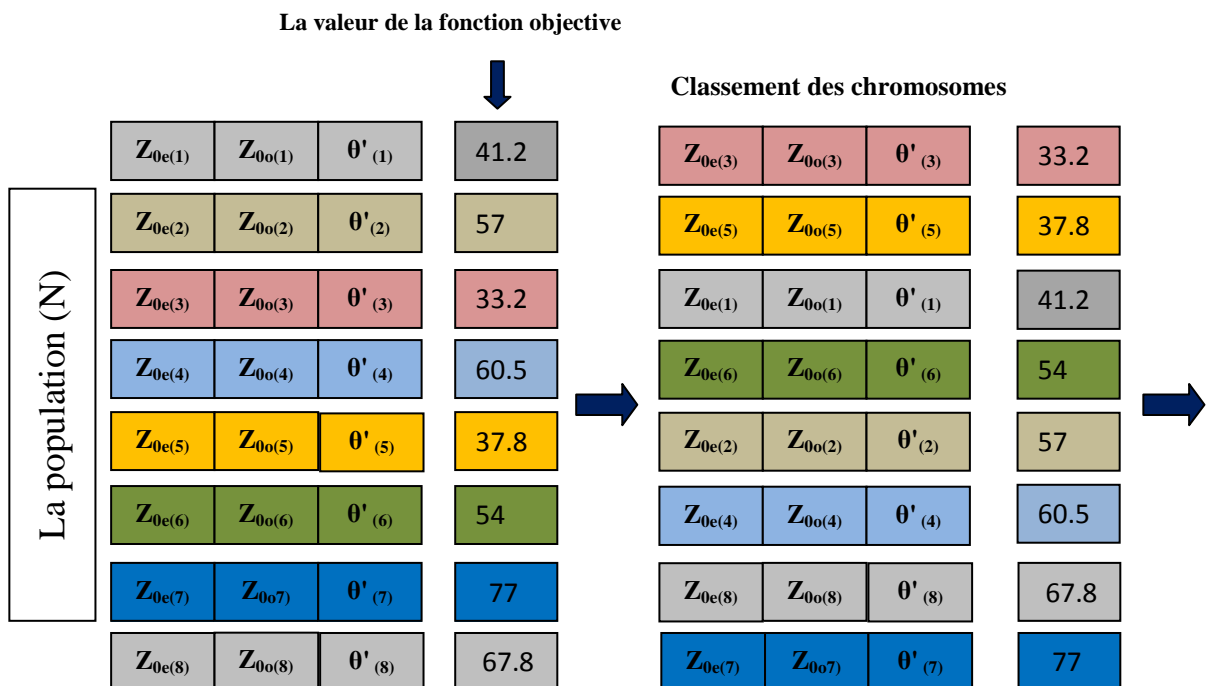 La valeur de la fonction objective
Classement des chromosomes
La population (N)
Z0e(1) Z0o(1) θ' (1) 41.2
Z0e(2) Z0o(2) θ'(2) 57
Z0e(3) Z0o(3) θ' (3) 33.2
Z0e(4) Z0o(4) θ' (4) 60.5
Z0e(5) Z0o(5) θ' (5) 37.8
Z0e(6) Z0o(6) θ' (6) 54
Z0e(7) Z0o7) θ' (7) 77
Z0e(8) Z0o(8) θ' (8) 67.8
Z0e(3) Z0o(3) θ' (3) 33.2
Z0e(5) Z0o(5) θ' (5) 37.8
Z0e(1) Z0o(1) θ' (1) 41.2
Z0e(6) Z0o(6) θ' (6) 54
Z0e(2) Z0o(2) θ'(2) 57
Z0e(4) Z0o(4) θ' (4) 60.5
Z0e(8) Z0o(8) θ' (8) 67.8
Z0e(7) Z0o7) θ' (7) 77